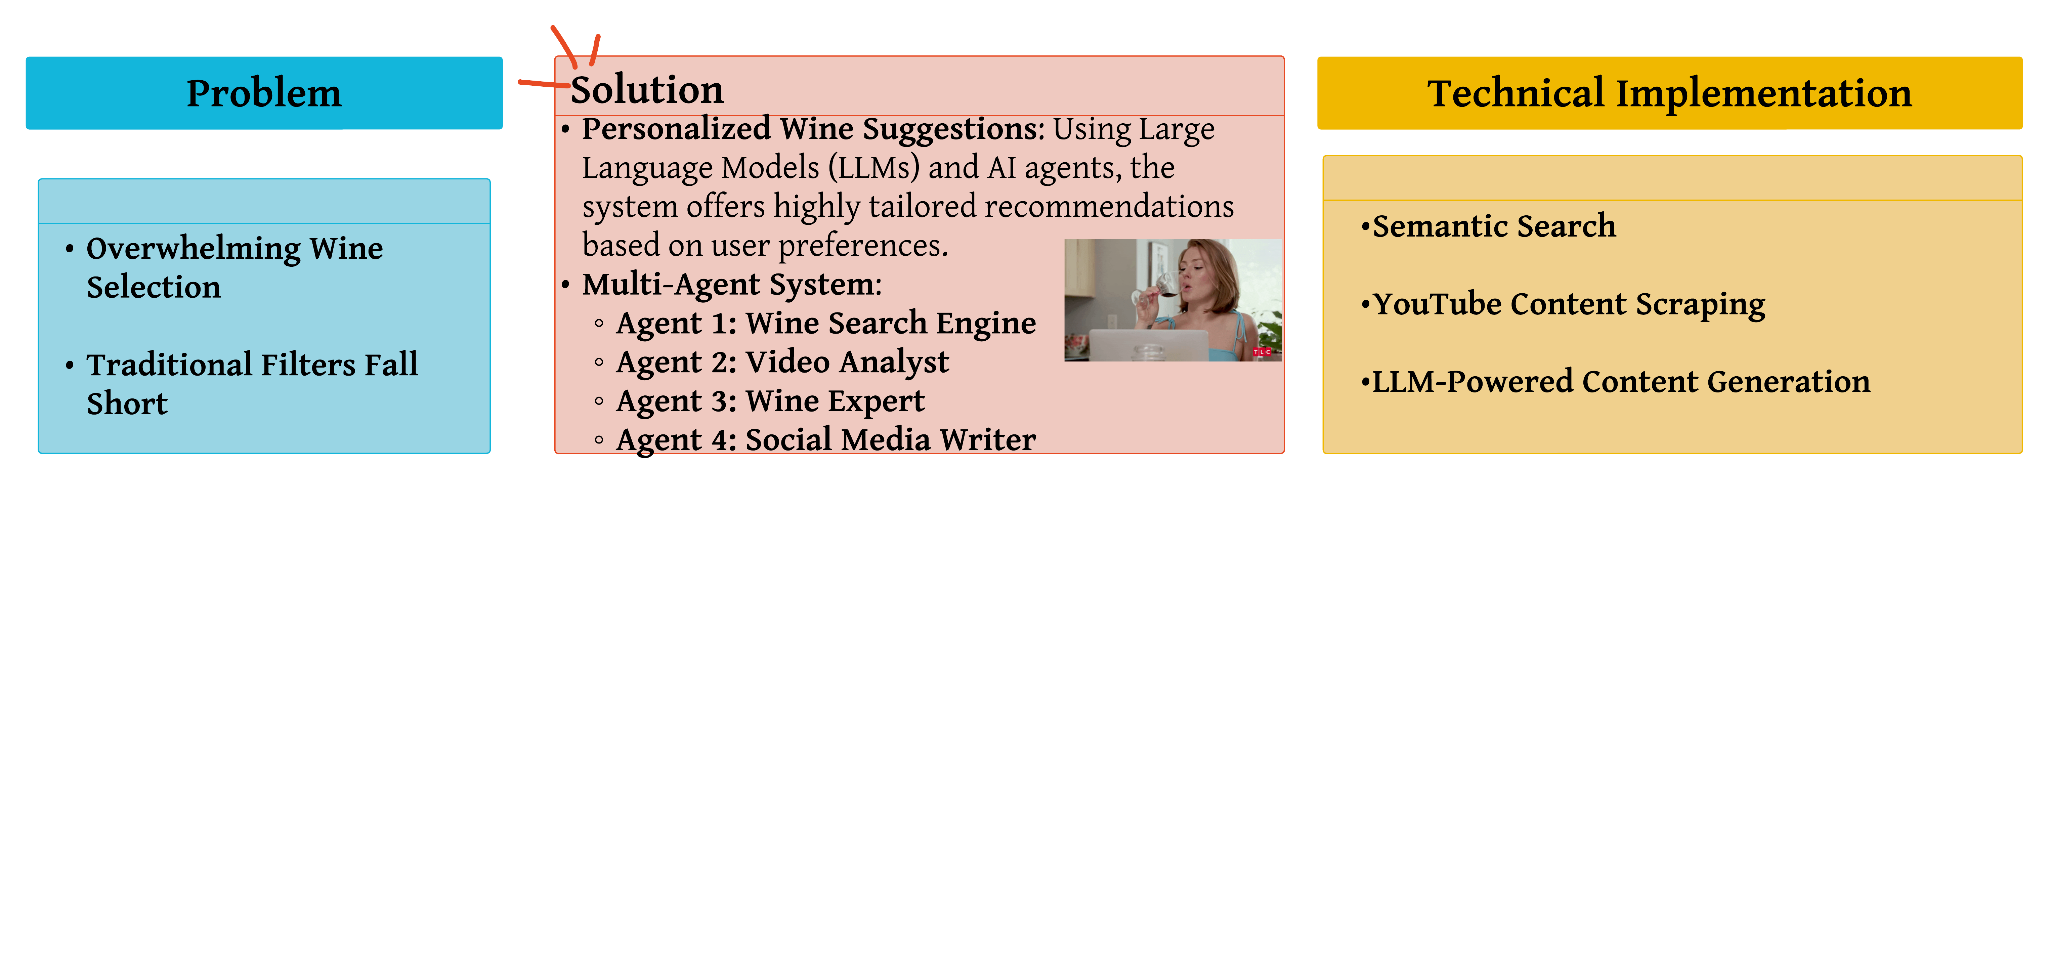 Problem
• Overwhelming Wine
Selection
• Traditional Filters Fall
Short
Solution
• Personalized Wine Suggestions: Using Large
Language Models (LLMs) and AI agents, the
system offers highly tailored recommendations
based on user preferences.
• Multi-Agent System:
◦ Agent 1: Wine Search Engine
◦ Agent 2: Video Analyst
◦ Agent 3: Wine Expert
◦ Agent 4: Social Media Writer
TLC
Technical Implementation
•Semantic Search
•YouTube Content Scraping
•LLM-Powered Content Generation